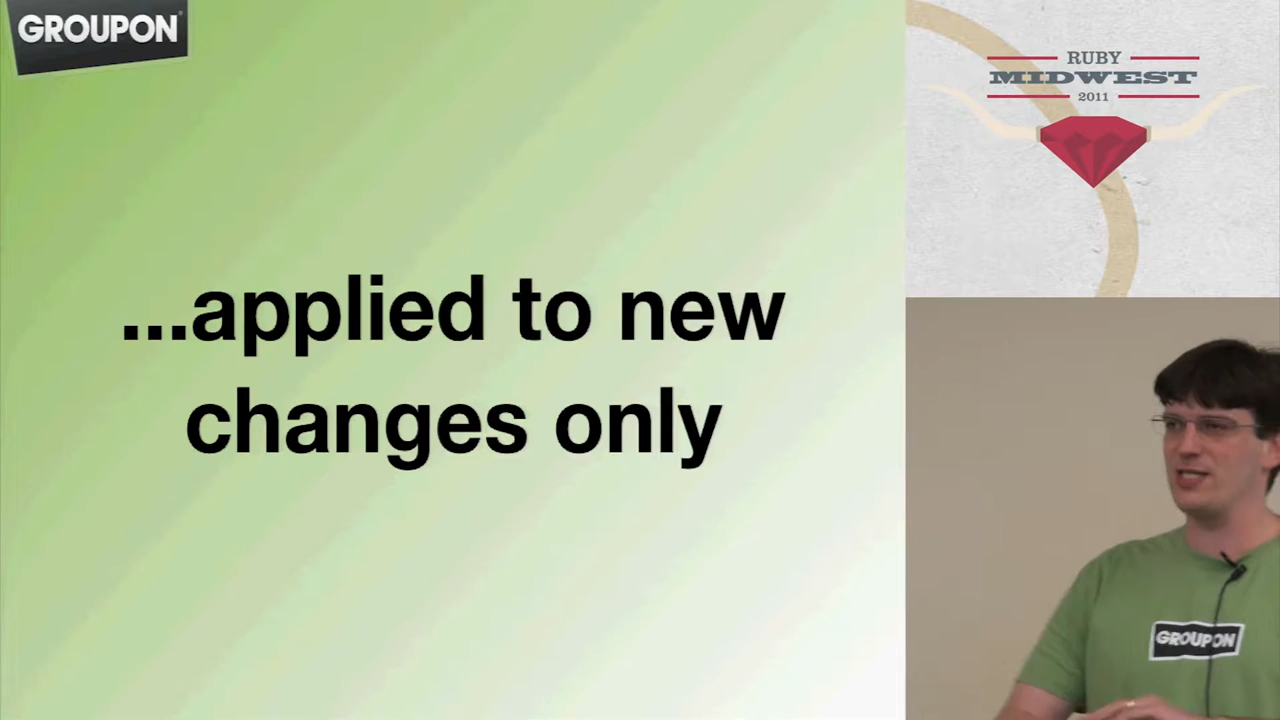 GROUPON
...applied to new
changes only
RUBY
MIDWEST
2011
GROUPON